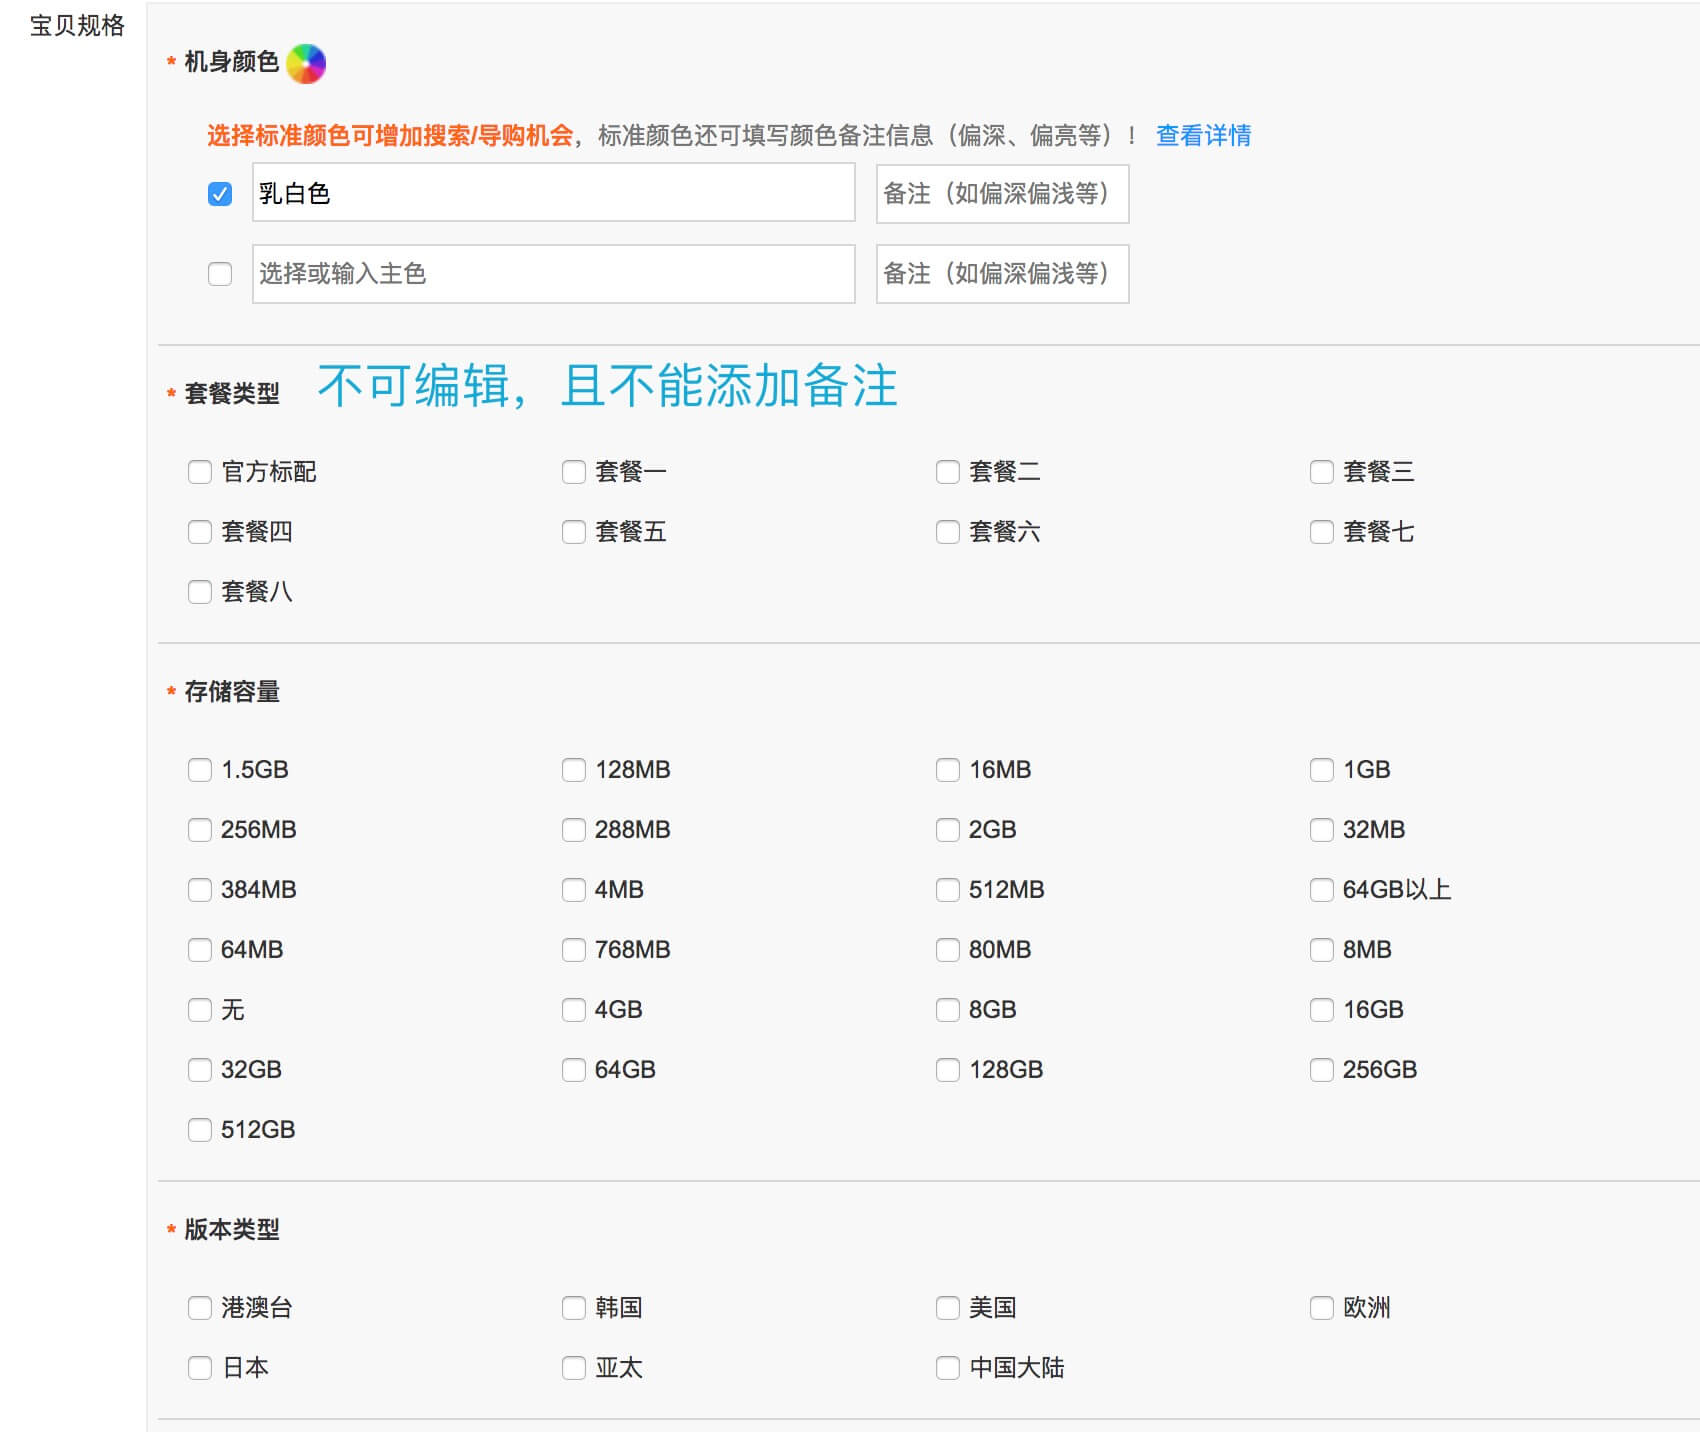 宝贝规格
* 机身颜色
选择标准颜色可增加搜索/导购机会，标准颜色还可填写颜色备注信息（偏深、偏亮等）！ 查看详情
乳白色 备注（如偏深偏浅等）
选择或输入主色 备注（如偏深偏浅等）
* 套餐类型 不可编辑，且不能添加备注
官方标配 套餐一 套餐二 套餐三
套餐四 套餐五 套餐六 套餐七
套餐八
* 存储容量
1.5GB 128MB 16MB 1GB
256MB 288MB 2GB 32MB
384MB 4MB 512MB 64GB以上
64MB 768MB 80MB 8MB
无 4GB 8GB 16GB
32GB 64GB 128GB 256GB
512GB
* 版本类型
港澳台 韩国 美国 欧洲
日本 亚太 中国大陆